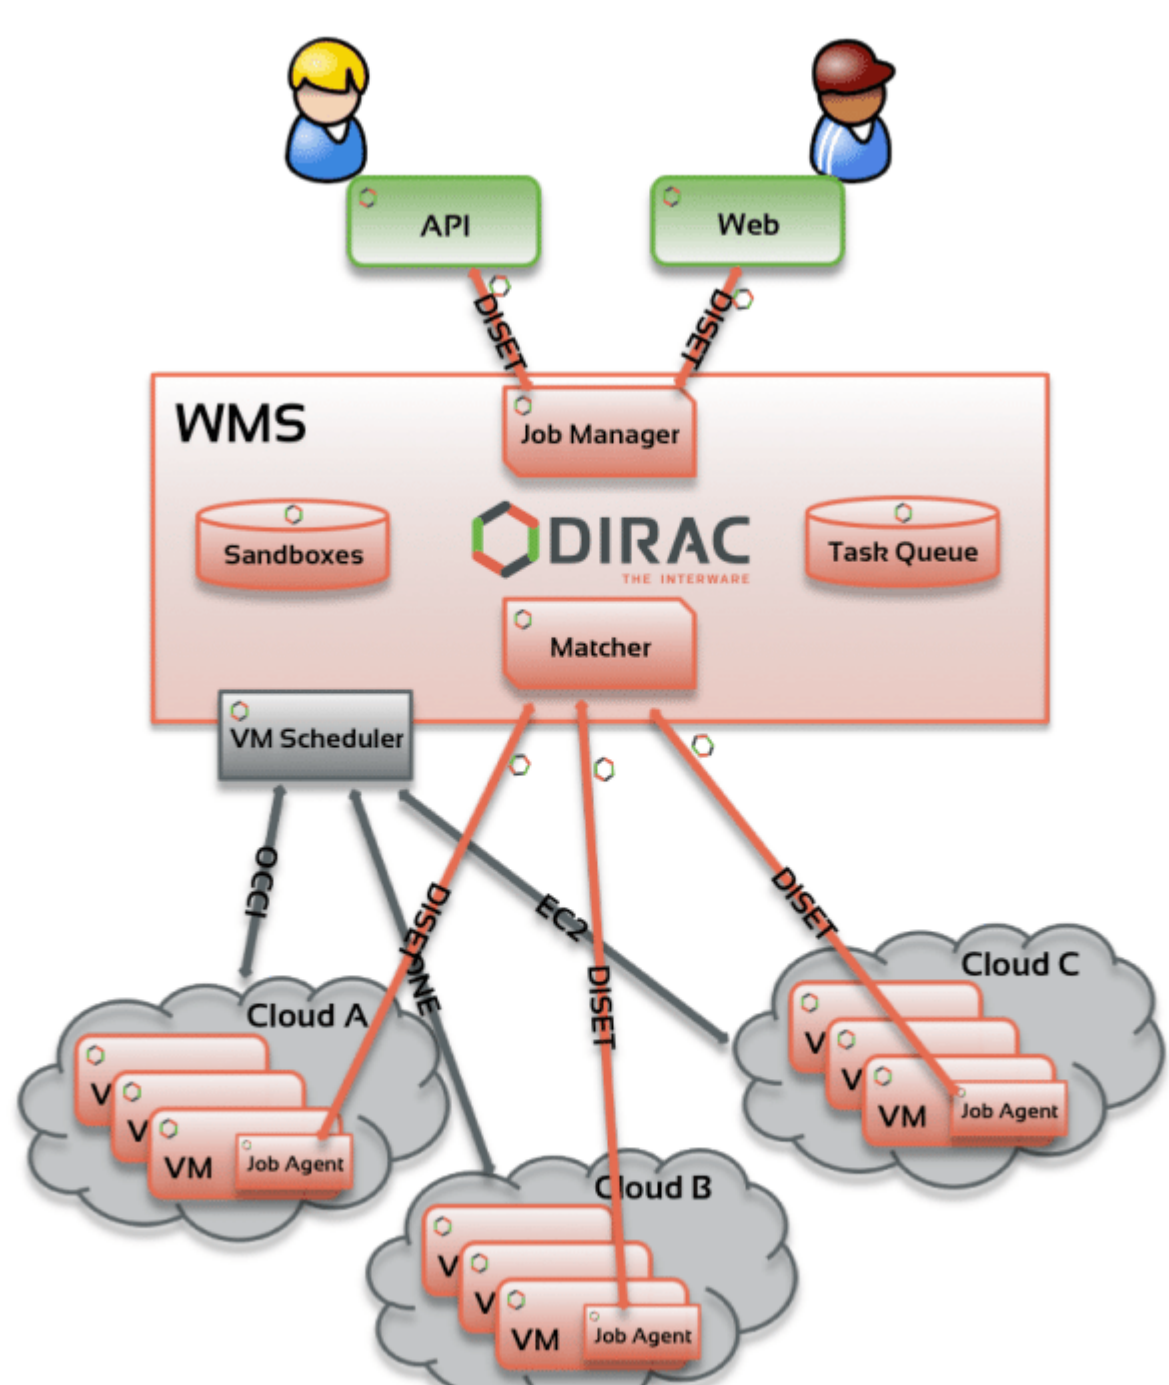 API
Web
DISET
DISET
WMS
Job Manager
Sandboxes
DIRAC
THE INTERWARE
Task Queue
Matcher
VM Scheduler
OCCI
DISET
ONE
EC2
DISET
DISET
Cloud A
V
V
VM
Job Agent
Cloud B
V
V
VM
Job Agent
Cloud C
V
V
VM
Job Agent